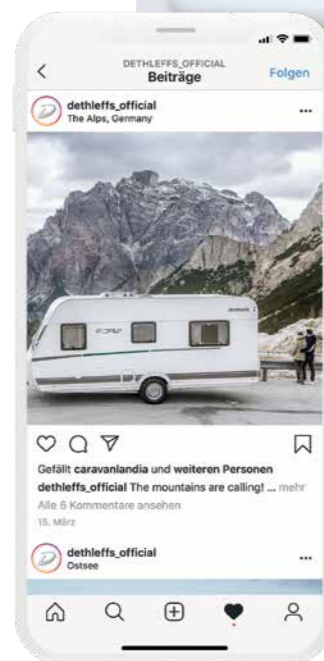 DETHLEFFS_OFFICIAL
Beiträge
Folgen
dethleffs_official
The Alps, Germany
Gefällt caravanlandia und weiteren Personen
dethleffs_official The mountains are calling! ... mehr
Alle 6 Kommentare ansehen
15. März
dethleffs_official
Ostsee